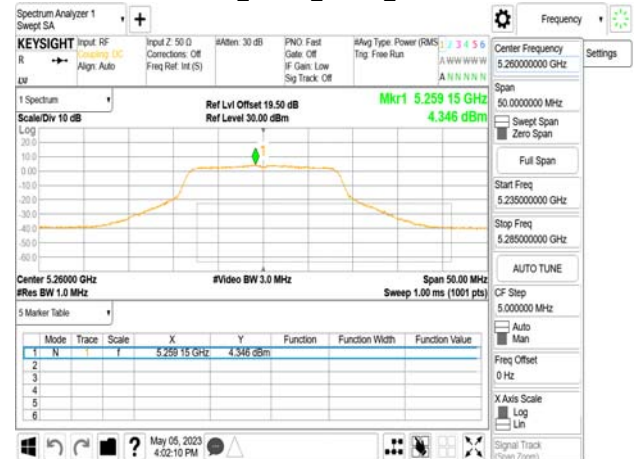 Spectrum Analyzer 1
Swept SA
+
Frequency
KEYSIGHT
R
Input: RF
Coupling: DC
Align: Auto
Input Z: 50 Ω
Corrections: Off
Freq Ref: Int (S)
#Atten: 30 dB
PNO: Fast
Gate: Off
IF Gain: Low
Sig Track: Off
#Avg Type: Power (RMS
Trig: Free Run
1 2 3 4 5 6
A W W W W W
A N N N N N
Center Frequency
5.260000000 GHz
Settings
Span
50.0000000 MHz
Swept Span
Zero Span
Full Span
Start Freq
5.235000000 GHz
Stop Freq
5.285000000 GHz
AUTO TUNE
CF Step
5.000000 MHz
Auto
Man
Freq Offset
0 Hz
X Axis Scale
Log
Lin
Signal Track
(Span Zoom)
1 Spectrum
Scale/Div 10 dB
Ref Lvl Offset 19.50 dB
Ref Level 30.00 dBm
Mkr1 5.259 15 GHz
4.346 dBm
Log
20.0
10.0
0.00
-10.0
-20.0
-30.0
-40.0
-50.0
-60.0
1
Center 5.26000 GHz
#Res BW 1.0 MHz
#Video BW 3.0 MHz
Span 50.00 MHz
Sweep 1.00 ms (1001 pts)
5 Marker Table
Mode Trace Scale X Y Function Function Width Function Value
1 N 1 f 5.259 15 GHz 4.346 dBm
2
3
4
5
6
?
May 05, 2023
4:02:10 PM